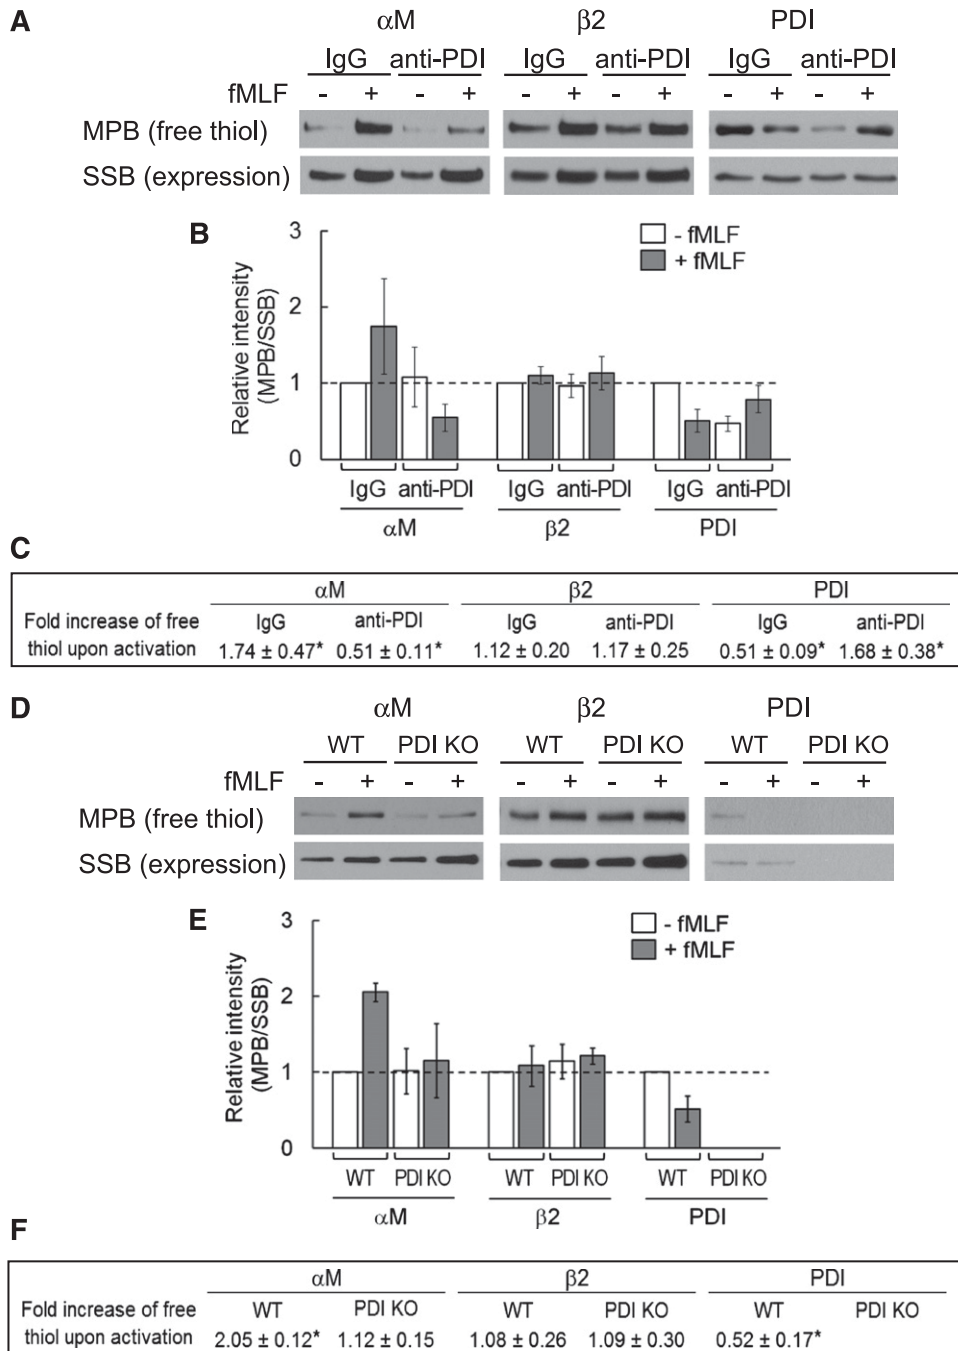 A
αM β2 PDI
IgG anti-PDI IgG anti-PDI IgG anti-PDI
fMLF - + - + - + - + - + - +
MPB (free thiol)
SSB (expression)
B
3
2
1
0
Relative intensity
(MPB/SSB)
- fMLF
+ fMLF
IgG anti-PDI IgG anti-PDI IgG anti-PDI
αM β2 PDI
C
αM β2 PDI
Fold increase of free IgG anti-PDI IgG anti-PDI IgG anti-PDI
thiol upon activation 1.74 ± 0.47* 0.51 ± 0.11* 1.12 ± 0.20 1.17 ± 0.25 0.51 ± 0.09* 1.68 ± 0.38*
D
αM β2 PDI
WT PDI KO WT PDI KO WT PDI KO
fMLF - + - + - + - + - + - +
MPB (free thiol)
SSB (expression)
E
3
2
1
0
Relative intensity
(MPB/SSB)
- fMLF
+ fMLF
WT PDI KO WT PDI KO WT PDI KO
αM β2 PDI
F
αM β2 PDI
Fold increase of free WT PDI KO WT PDI KO WT PDI KO
thiol upon activation 2.05 ± 0.12* 1.12 ± 0.15 1.08 ± 0.26 1.09 ± 0.30 0.52 ± 0.17*